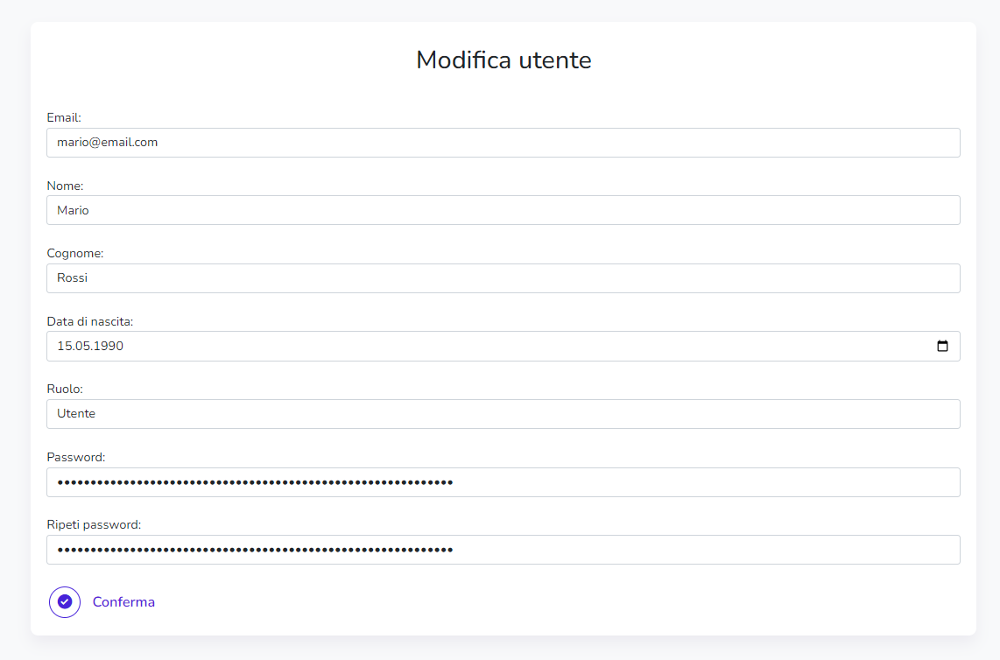 Modifica utente
Email:
mario@email.com
Nome:
Mario
Cognome:
Rossi
Data di nascita:
15.05.1990
Ruolo:
Utente
Password:
••••••••••••••••••••••••••••••••••••••••••••••••••••••••••••
Ripeti password:
••••••••••••••••••••••••••••••••••••••••••••••••••••••••••••
Conferma